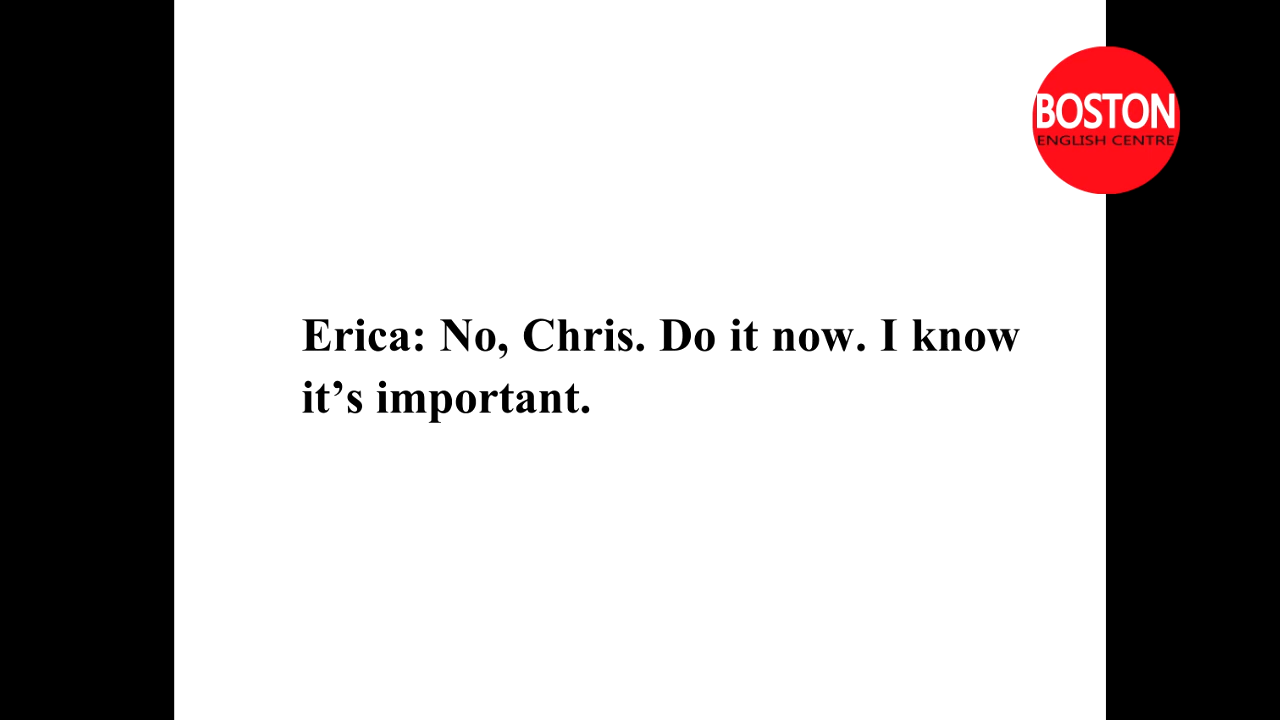 BOSTON
ENGLISH CENTRE
Erica: No, Chris. Do it now. I know
it’s important.